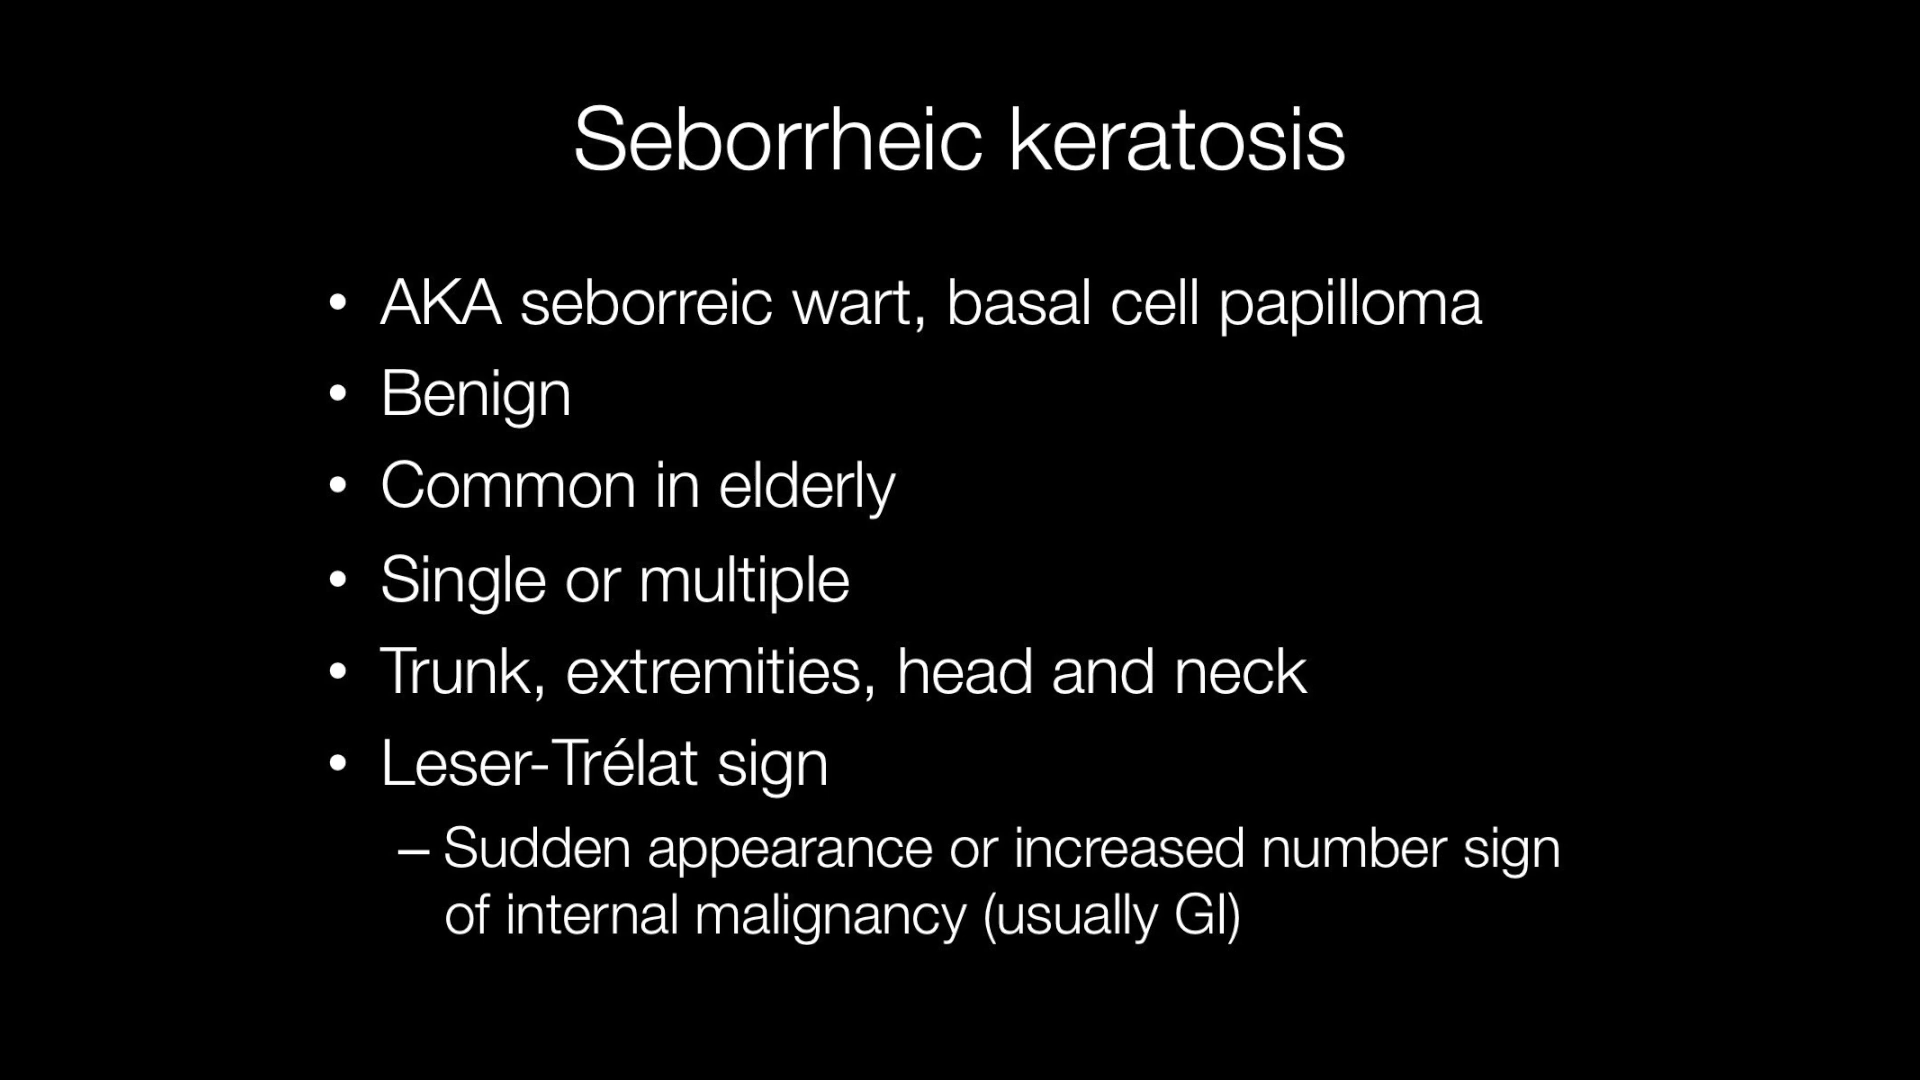 Seborrheic keratosis
• AKA seborreic wart, basal cell papilloma
• Benign
• Common in elderly
• Single or multiple
• Trunk, extremities, head and neck
• Leser-Trélat sign
– Sudden appearance or increased number sign
of internal malignancy (usually GI)